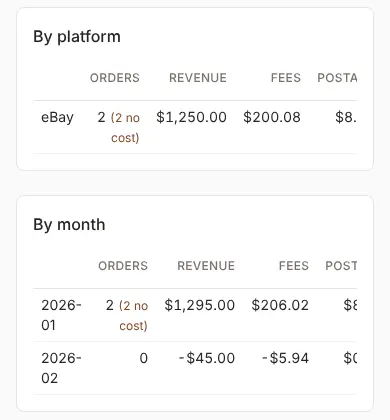 By platform
ORDERS REVENUE FEES POSTA
eBay 2 (2 no $1,250.00 $200.08 $8.
cost)
By month
ORDERS REVENUE FEES POST
2026- 2 (2 no $1,295.00 $206.02 $8
01 cost)
2026- 0 -$45.00 -$5.94 $0
02